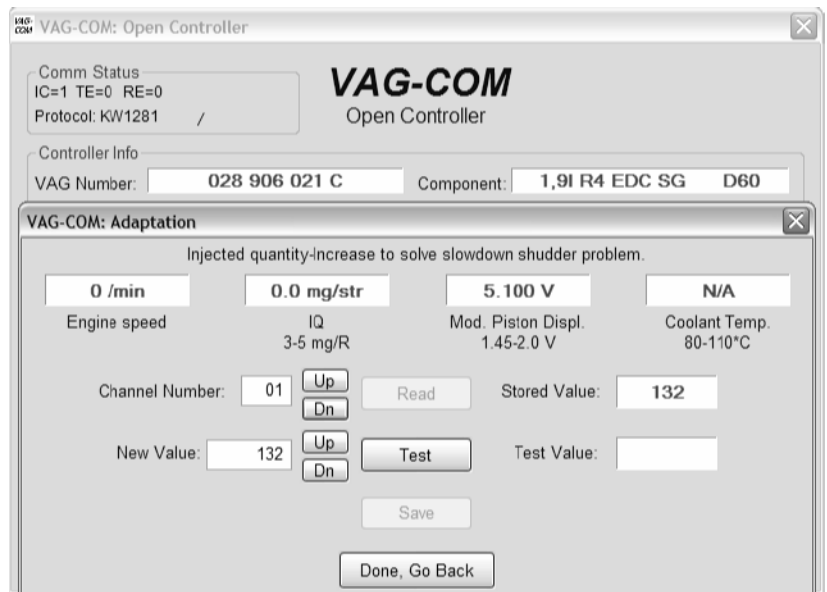 VAG-COM: Open Controller
Comm Status
IC=1 TE=0 RE=0
Protocol: KW1281 /
VAG-COM
Open Controller
Controller Info
VAG Number: 028 906 021 C Component: 1,9l R4 EDC SG D60
VAG-COM: Adaptation
Injected quantity-Increase to solve slowdown shudder problem.
0 /min 0.0 mg/str 5.100 V N/A
Engine speed IQ Mod. Piston Displ. Coolant Temp.
3-5 mg/R 1.45-2.0 V 80-110*C
Channel Number: 01 Up Dn Read Stored Value: 132
New Value: 132 Up Dn Test Test Value:
Save
Done, Go Back